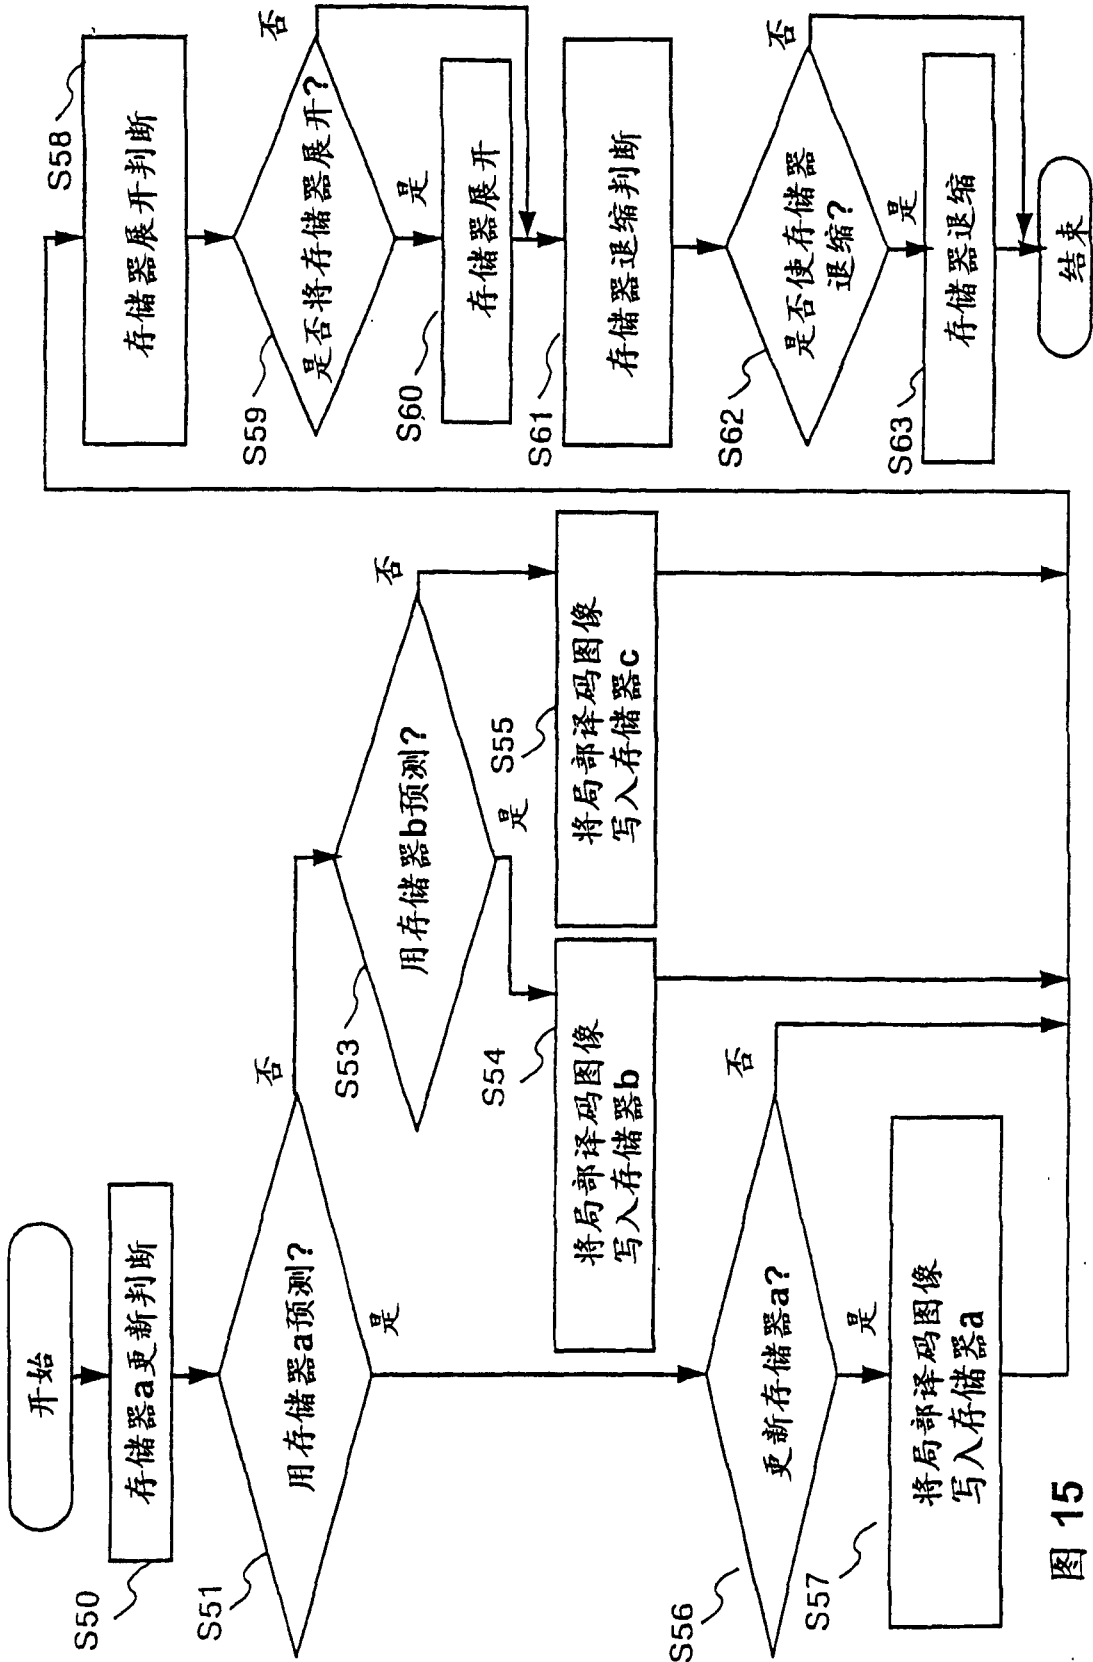 开始
S50
存储器a更新判断
S51
用存储器a预测?
否
是
S53
用存储器b预测?
否
是
S54
将局部译码图像
写入存储器b
S55
将局部译码图像
写入存储器c
S56
更新存储器a?
否
是
S57
将局部译码图像
写入存储器a
S58
存储器展开判断
S59
是否将存储器展开?
否
是
S60
存储器展开
S61
存储器退缩判断
S62
是否使存储器
退缩?
否
是
S63
存储器退缩
结束
图 15